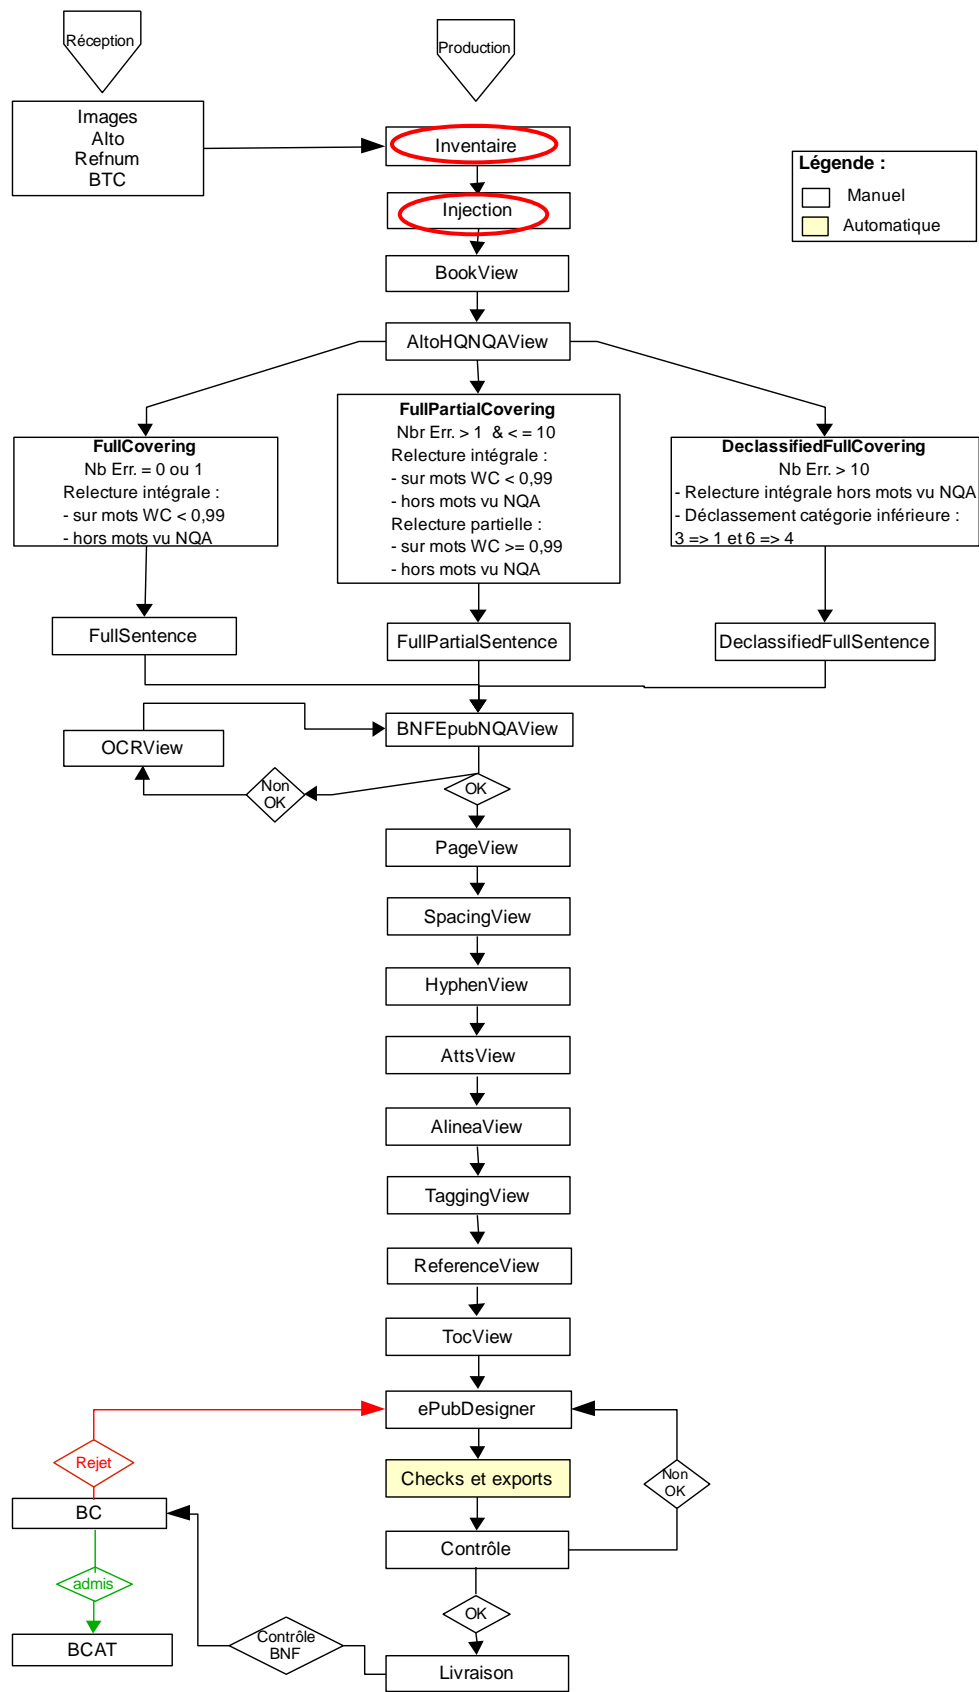 Réception
Production
Images
Alto
Refnum
BTC
Inventaire
Légende :
Manuel
Automatique
Injection
BookView
AltoHQNQAView
FullCovering
Nb Err. = 0 ou 1
Relecture intégrale :
- sur mots WC < 0,99
- hors mots vu NQA
FullPartialCovering
Nbr Err. > 1 & < = 10
Relecture intégrale :
- sur mots WC < 0,99
- hors mots vu NQA
Relecture partielle :
- sur mots WC >= 0,99
- hors mots vu NQA
DeclassifiedFullCovering
Nb Err. > 10
- Relecture intégrale hors mots vu NQA
- Déclassement catégorie inférieure :
3 => 1 et 6 => 4
FullSentence
FullPartialSentence
DeclassifiedFullSentence
BNFEpubNQAView
OCRView
Non
OK
OK
PageView
SpacingView
HyphenView
AttsView
AlineaView
TaggingView
ReferenceView
TocView
ePubDesigner
Rejet
Checks et exports
Non
OK
BC
Contrôle
admis
OK
Contrôle
BNF
BCAT
Livraison